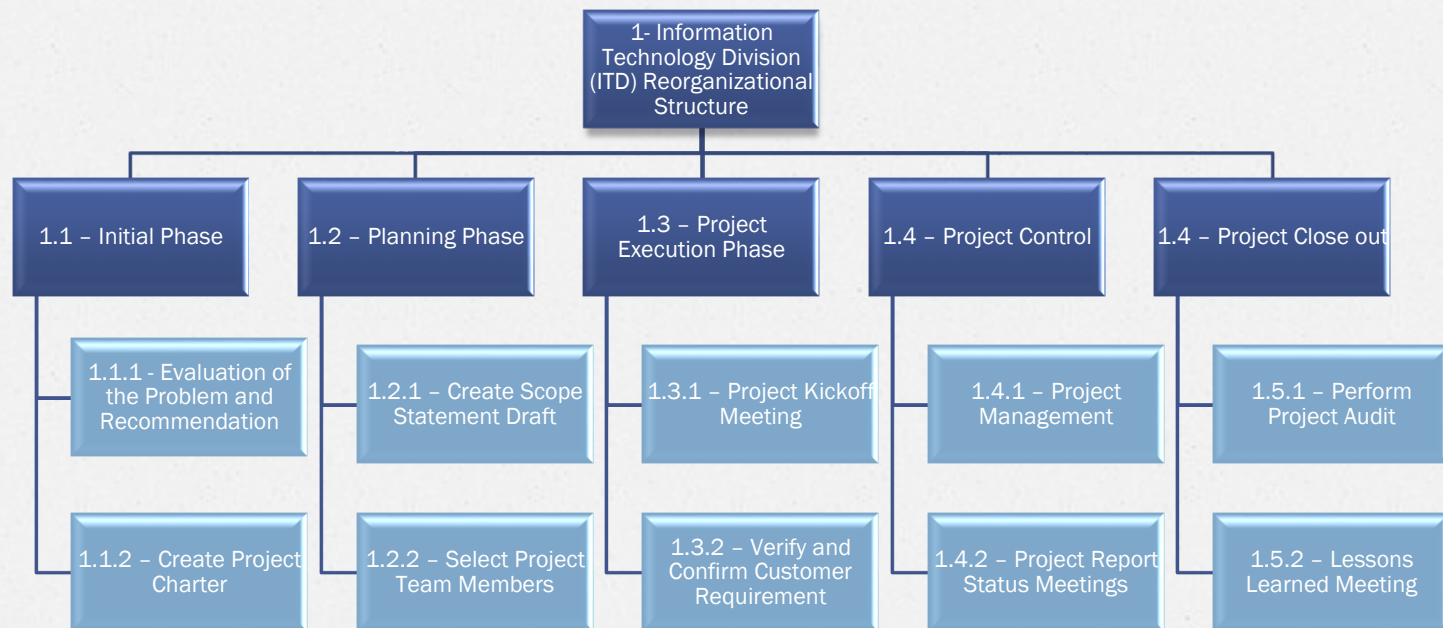 1- Information
Technology Division
(ITD) Reorganizational
Structure
1.1 – Initial Phase
1.2 – Planning Phase
1.3 – Project
Execution Phase
1.4 – Project Control
1.4 – Project Close out
1.1.1 - Evaluation of
the Problem and
Recommendation
1.2.1 – Create Scope
Statement Draft
1.3.1 – Project Kickoff
Meeting
1.4.1 – Project
Management
1.5.1 – Perform
Project Audit
1.1.2 – Create Project
Charter
1.2.2 – Select Project
Team Members
1.3.2 – Verify and
Confirm Customer
Requirement
1.4.2 – Project Report
Status Meetings
1.5.2 – Lessons
Learned Meeting